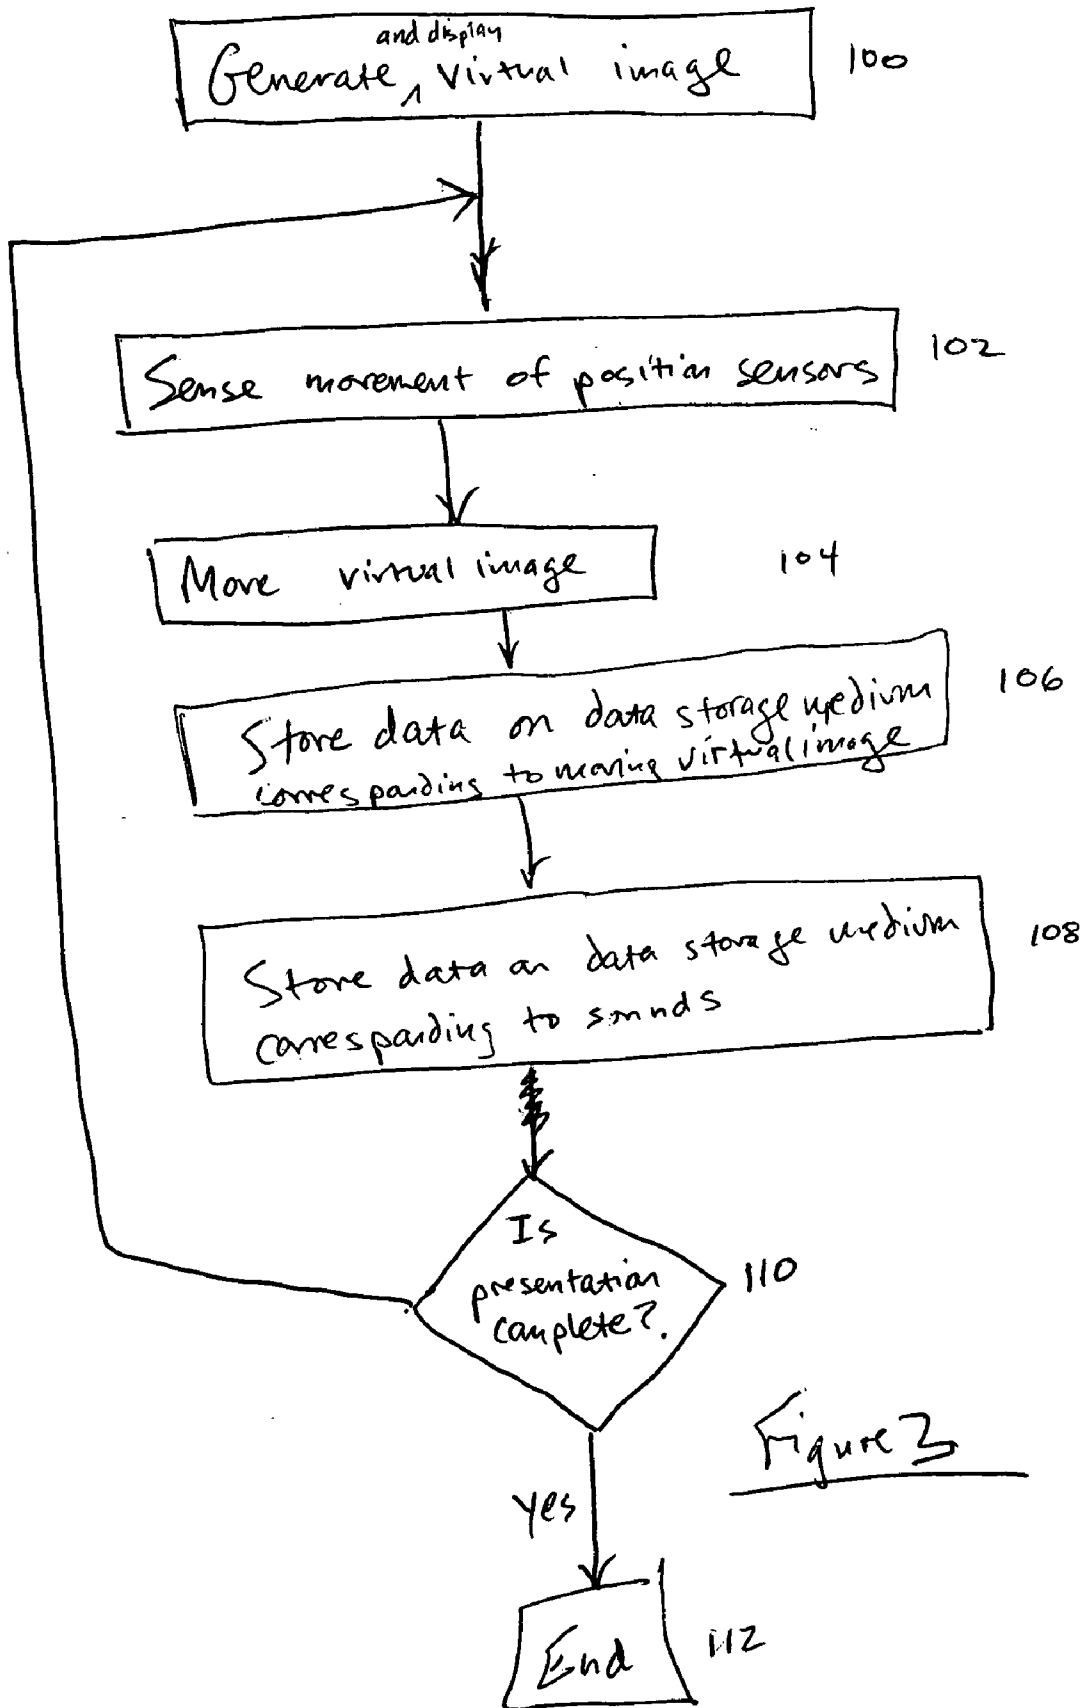 and display
Generate ^ virtual image 100
Sense movement of position sensors 102
Move virtual image 104
Store data on data storage medium 106
corresponding to moving virtual image
Store data on data storage medium 108
corresponding to sounds
Is
presentation 110
complete?
Figure 3
yes
End 112